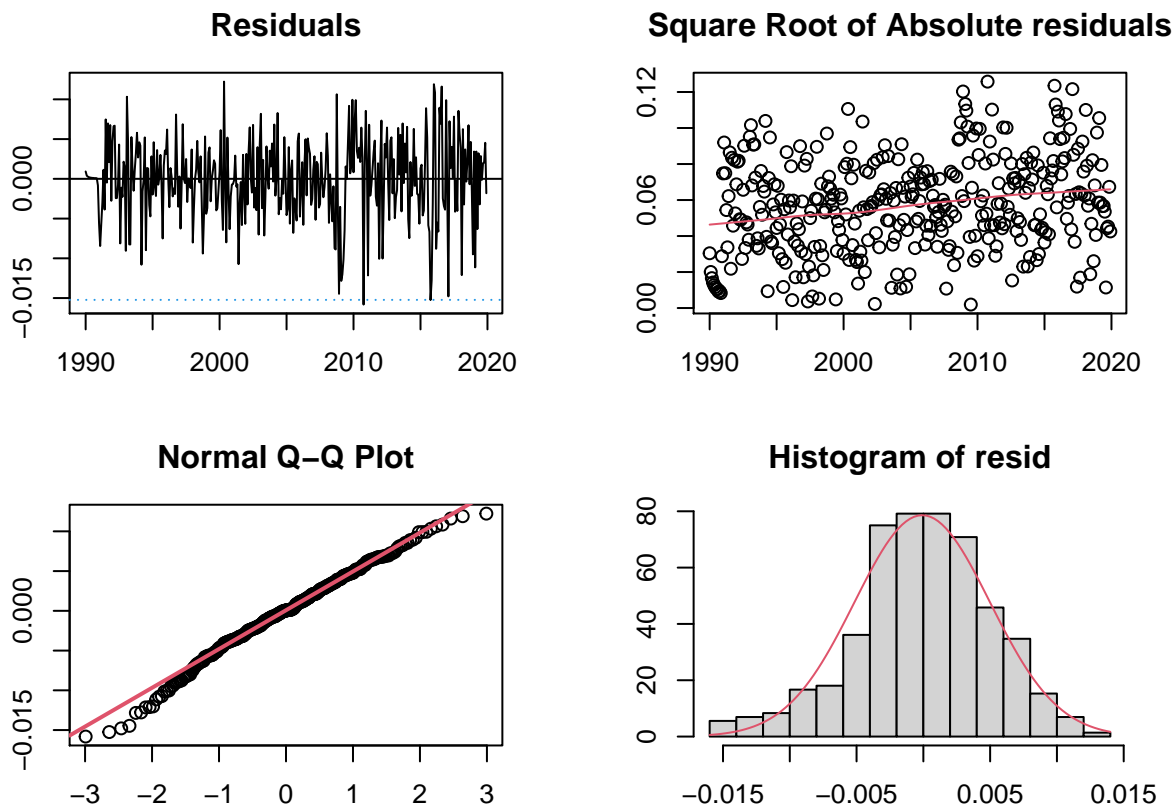 Residuals
0.000
−0.015
1990 2000 2010 2020
Square Root of Absolute residuals
0.12
0.06
0.00
1990 2000 2010 2020
Normal Q−Q Plot
0.000
−0.015
−3 −2 −1 0 1 2 3
Histogram of resid
80
60
40
20
0
−0.015 −0.005 0.005 0.015